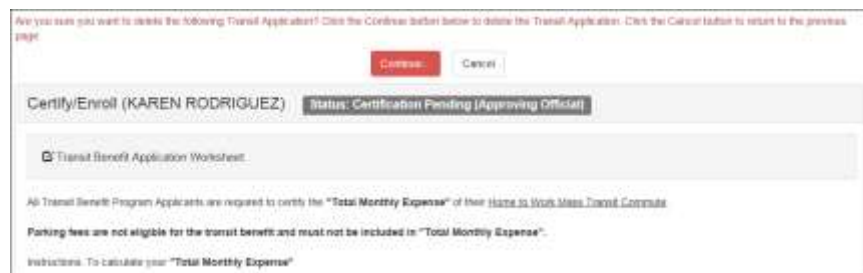 Are you sure you want to delete the following Transit Application? Click the Continue button below to delete the Transit Application. Click the Cancel button to return to the previous
page.
Continue.. Cancel
Certify/Enroll (KAREN RODRIGUEZ) Status: Certification Pending (Approving Official)
Transit Benefit Application Worksheet
All Transit Benefit Program Applicants are required to certify the "Total Monthly Expense" of their Home to Work Mass Transit Commute
Parking fees are not eligible for the transit benefit and must not be included in "Total Monthly Expense".
Instructions: To calculate your "Total Monthly Expense"